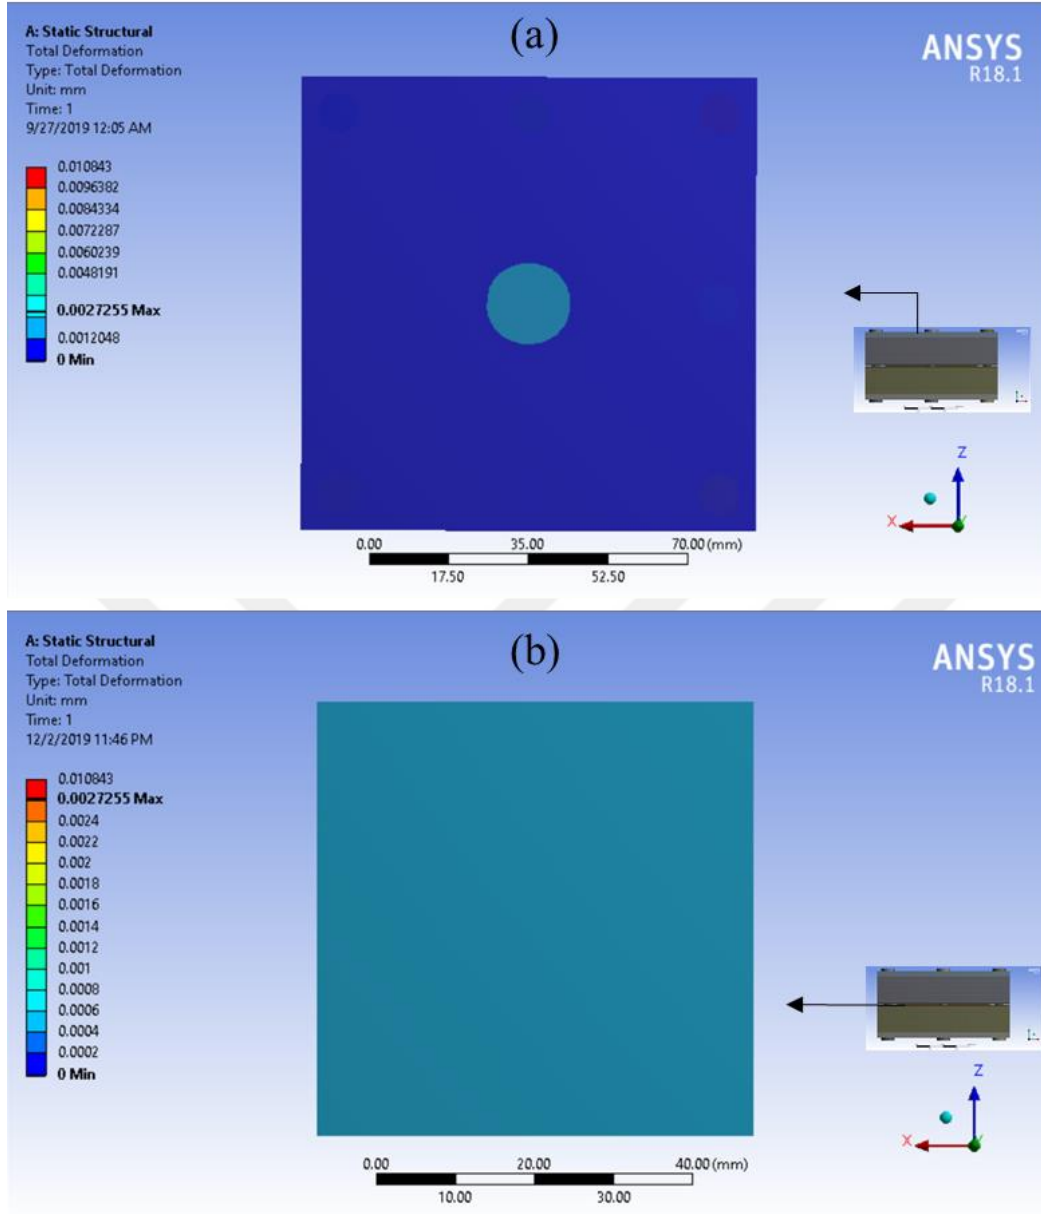 (a)
A: Static Structural
Total Deformation
Type: Total Deformation
Unit: mm
Time: 1
9/27/2019 12:05 AM
ANSYS
R18.1
0.010843
0.0096382
0.0084334
0.0072287
0.0060239
0.0048191
0.0027255 Max
0.0012048
0 Min
Z
X
0.00 35.00 70.00 (mm)
17.50 52.50
(b)
A: Static Structural
Total Deformation
Type: Total Deformation
Unit: mm
Time: 1
12/2/2019 11:46 PM
ANSYS
R18.1
0.010843
0.0027255 Max
0.0024
0.0022
0.002
0.0018
0.0016
0.0014
0.0012
0.001
0.0008
0.0006
0.0004
0.0002
0 Min
Z
X
0.00 20.00 40.00 (mm)
10.00 30.00